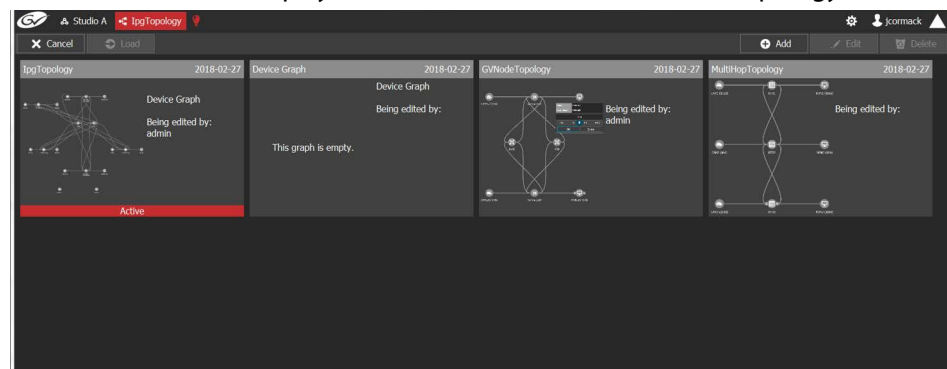 GV Studio A IpgTopology jcormack
Cancel Load Add Edit Delete
IpgTopology 2018-02-27
Device Graph
Being edited by:
admin
Active
Device Graph 2018-02-27
Device Graph
Being edited by:
This graph is empty.
GVNodeTopology 2018-02-27
Being edited by:
admin
MultiHopTopology 2018-02-27
Being edited by: